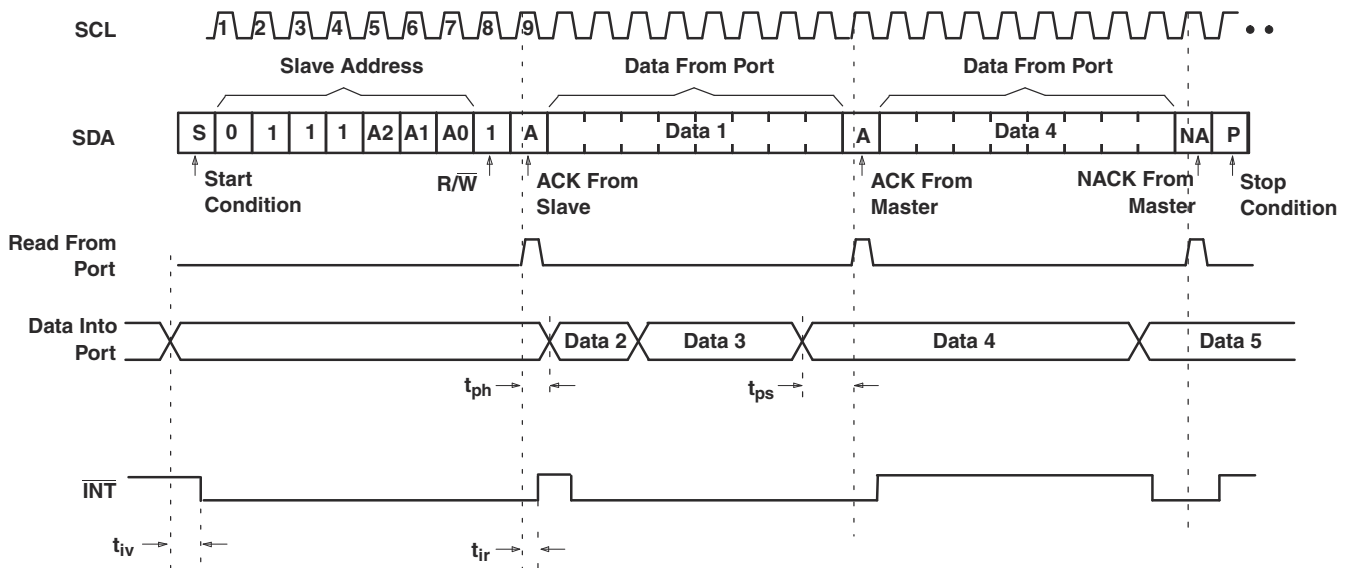 SCL 1 2 3 4 5 6 7 8 9
Slave Address Data From Port Data From Port
SDA S 0 1 1 1 A2 A1 A0 1 A Data 1 A Data 4 NA P
Start
Condition
R/W̅
ACK From
Slave
ACK From
Master
NACK From
Master
Stop
Condition
Read From
Port
Data Into
Port
Data 2 Data 3 Data 4 Data 5
tph tps
I̅N̅T̅
tiv tir